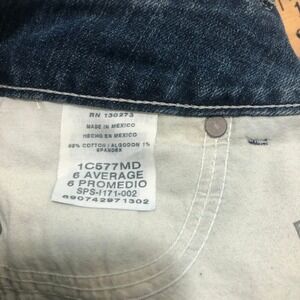 RN 130273
MADE IN MEXICO
HECHO EN MEXICO
99% COTTON / ALGODON 1%
SPANDEX
1C577MD
6 AVERAGE
6 PROMEDIO
SPS-I171-002
690742971302